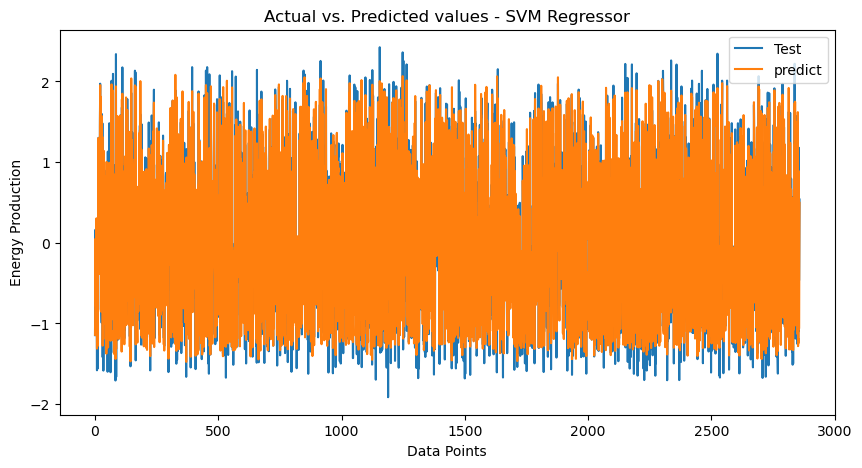 Actual vs. Predicted values - SVM Regressor
Test
predict
Energy Production
2
1
0
−1
−2
0
500
1000
1500
2000
2500
3000
Data Points